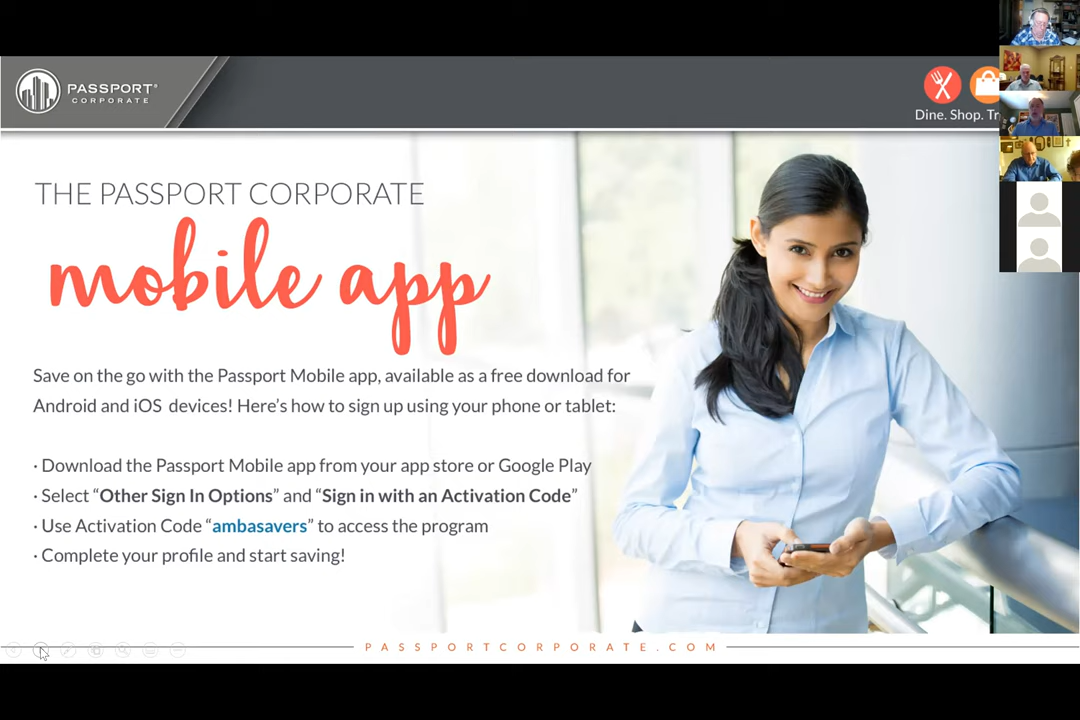 PASSPORT®
CORPORATE
Dine. Shop. Tr
THE PASSPORT CORPORATE
mobile app
Save on the go with the Passport Mobile app, available as a free download for
Android and iOS devices! Here's how to sign up using your phone or tablet:
· Download the Passport Mobile app from your app store or Google Play
· Select “Other Sign In Options” and “Sign in with an Activation Code”
· Use Activation Code “ambasavers” to access the program
· Complete your profile and start saving!
PASSPORTCORPORATE.COM